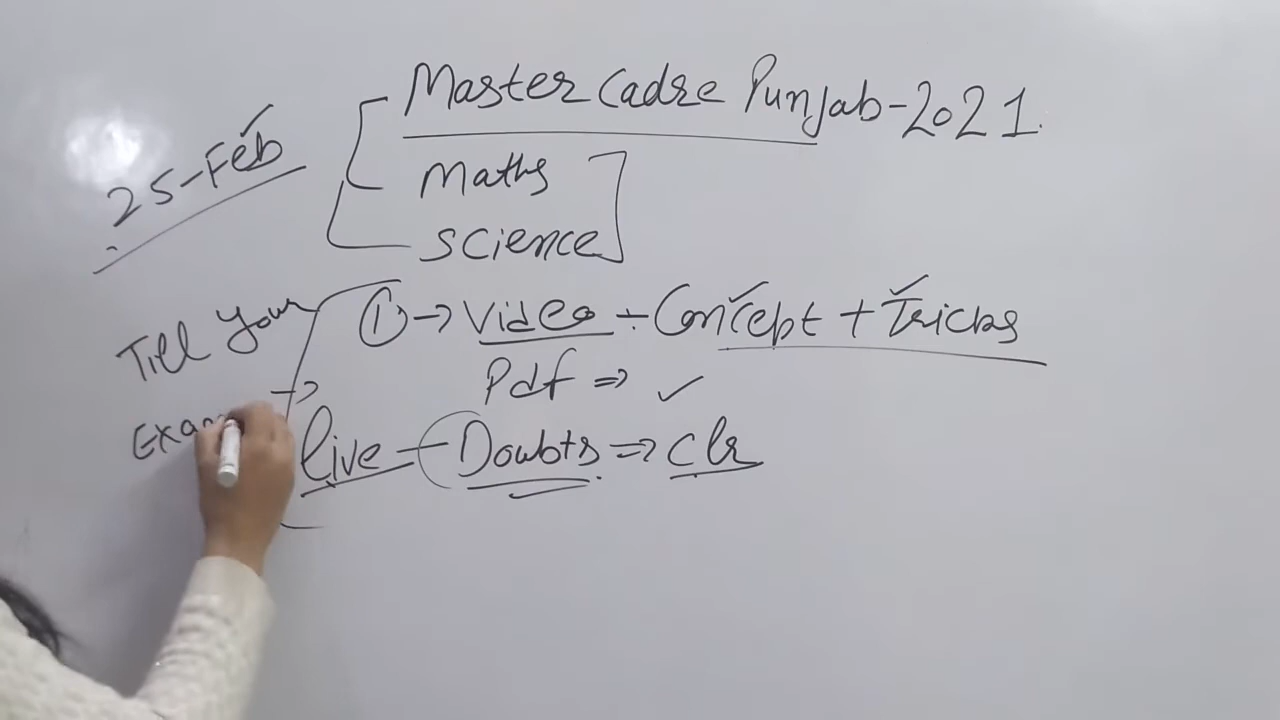 Master Cadre Punjab-2021.
25-Feb
Maths
Science
① → Video ÷ Concept + Tricks
Pdf ⇒ ✓
Till Your
Exam
live - Doubts ⇒ clr